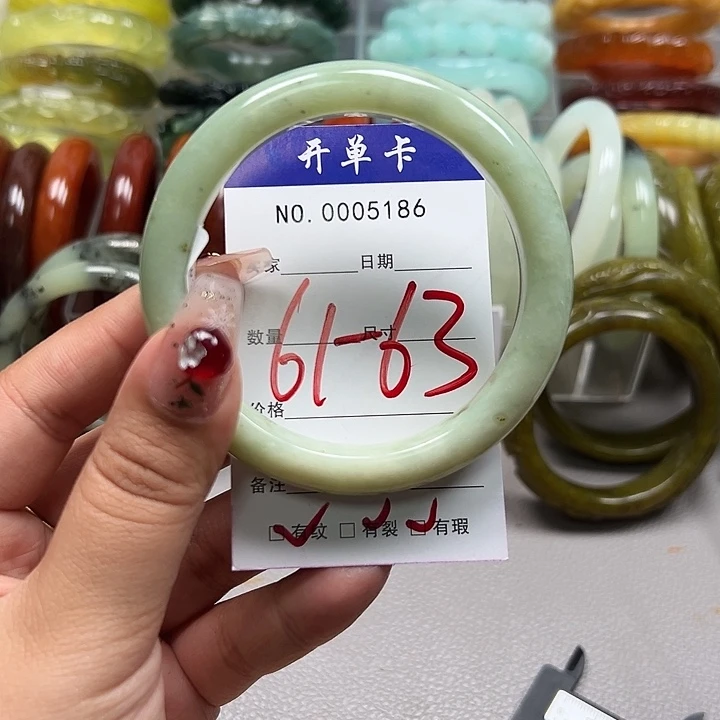 开单卡
NO. 0005186
家 日期
数量 尺寸
61-63
价格
备注
□有纹 □有裂 □有瑕